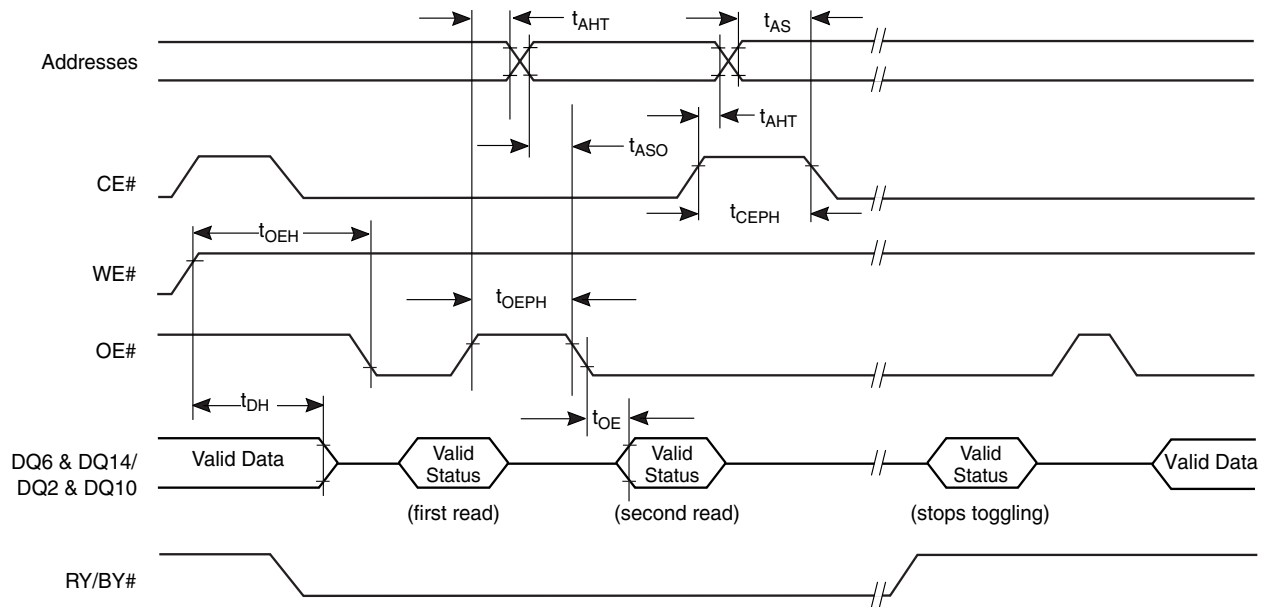 tAHT
tAS
Addresses
tAHT
tASO
CE#
tCEPH
tOEH
WE#
tOEPH
OE#
tDH
tOE
DQ6 & DQ14/
DQ2 & DQ10
Valid Data
Valid
Status
Valid
Status
Valid
Status
Valid Data
(first read)
(second read)
(stops toggling)
RY/BY#